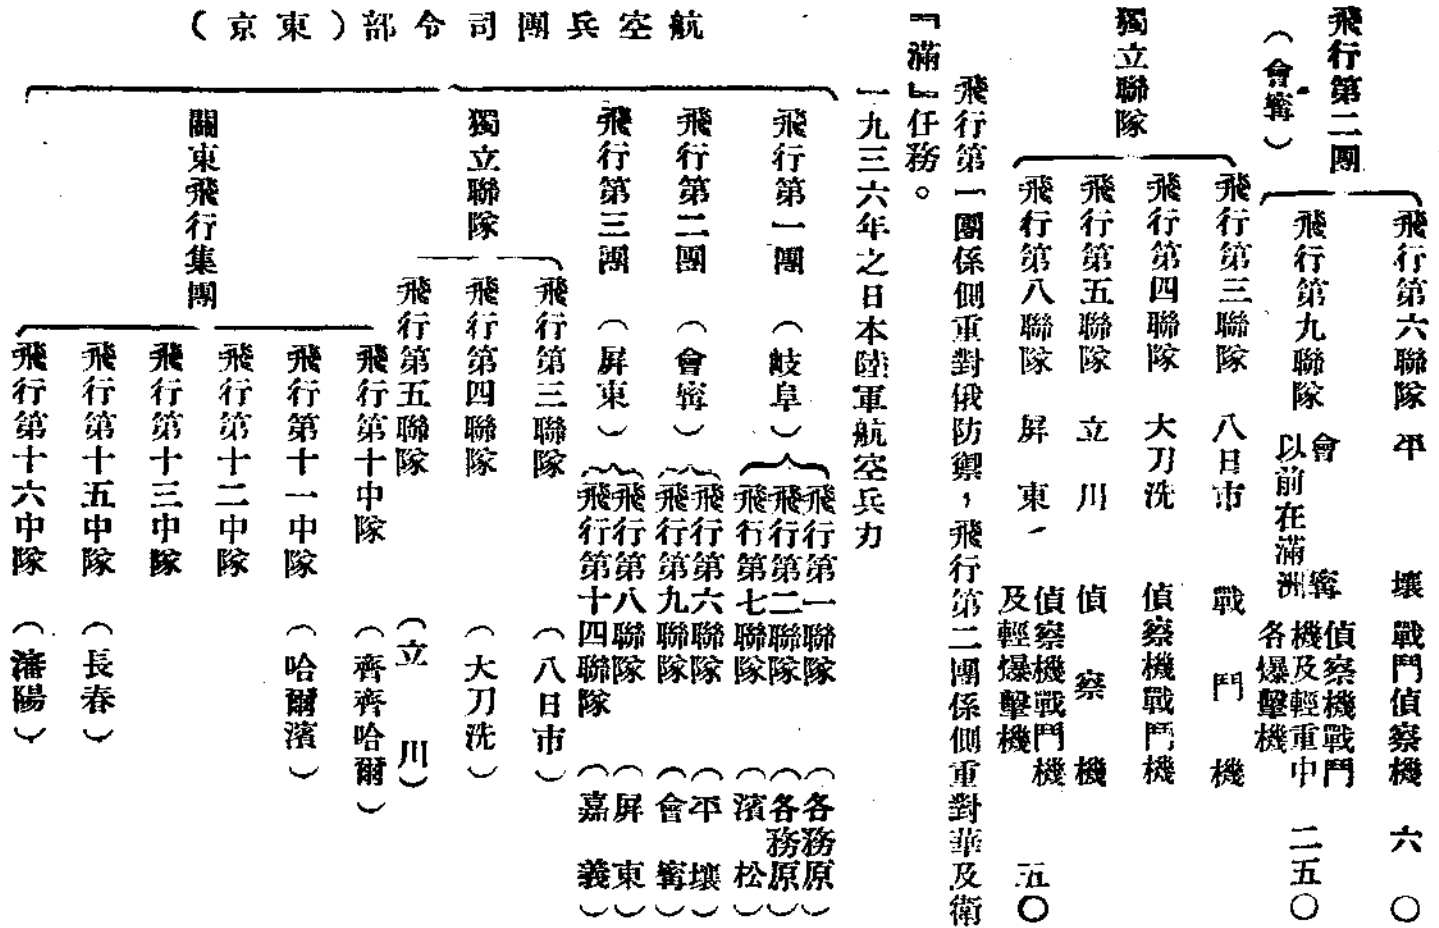 飛行第二團
（會寗）
飛行第六聯隊　平壤　戰鬥偵察機　六〇
飛行第九聯隊　會寗　以前在滿洲　偵察機戰鬥機及輕重中各爆擊機　二五〇
獨立聯隊
飛行第三聯隊　八日市　戰鬥機
飛行第四聯隊　大刀洗　偵察機戰鬥機
飛行第五聯隊　立川　偵察機
飛行第八聯隊　屏東　偵察機戰鬥機及輕爆擊機　五〇
飛行第一團係側重對俄防禦，飛行第二團係側重對華及衛
『滿』任務。
一九三六年之日本陸軍航空兵力
航空兵團司令部（東京）
飛行第一團（岐阜）
飛行第一聯隊（各務原）
飛行第二聯隊（各務原）
飛行第七聯隊（濱松）
飛行第二團（會寗）
飛行第六聯隊（平壤）
飛行第九聯隊（會寗）
飛行第三團（屏東）
飛行第八聯隊（屏東）
飛行第十四聯隊（嘉義）
獨立聯隊
飛行第三聯隊（八日市）
飛行第四聯隊（大刀洗）
飛行第五聯隊（立川）
關東飛行集團
飛行第十中隊（齊齊哈爾）
飛行第十一中隊（哈爾濱）
飛行第十二中隊
飛行第十三中隊
飛行第十五中隊（長春）
飛行第十六中隊（瀋陽）